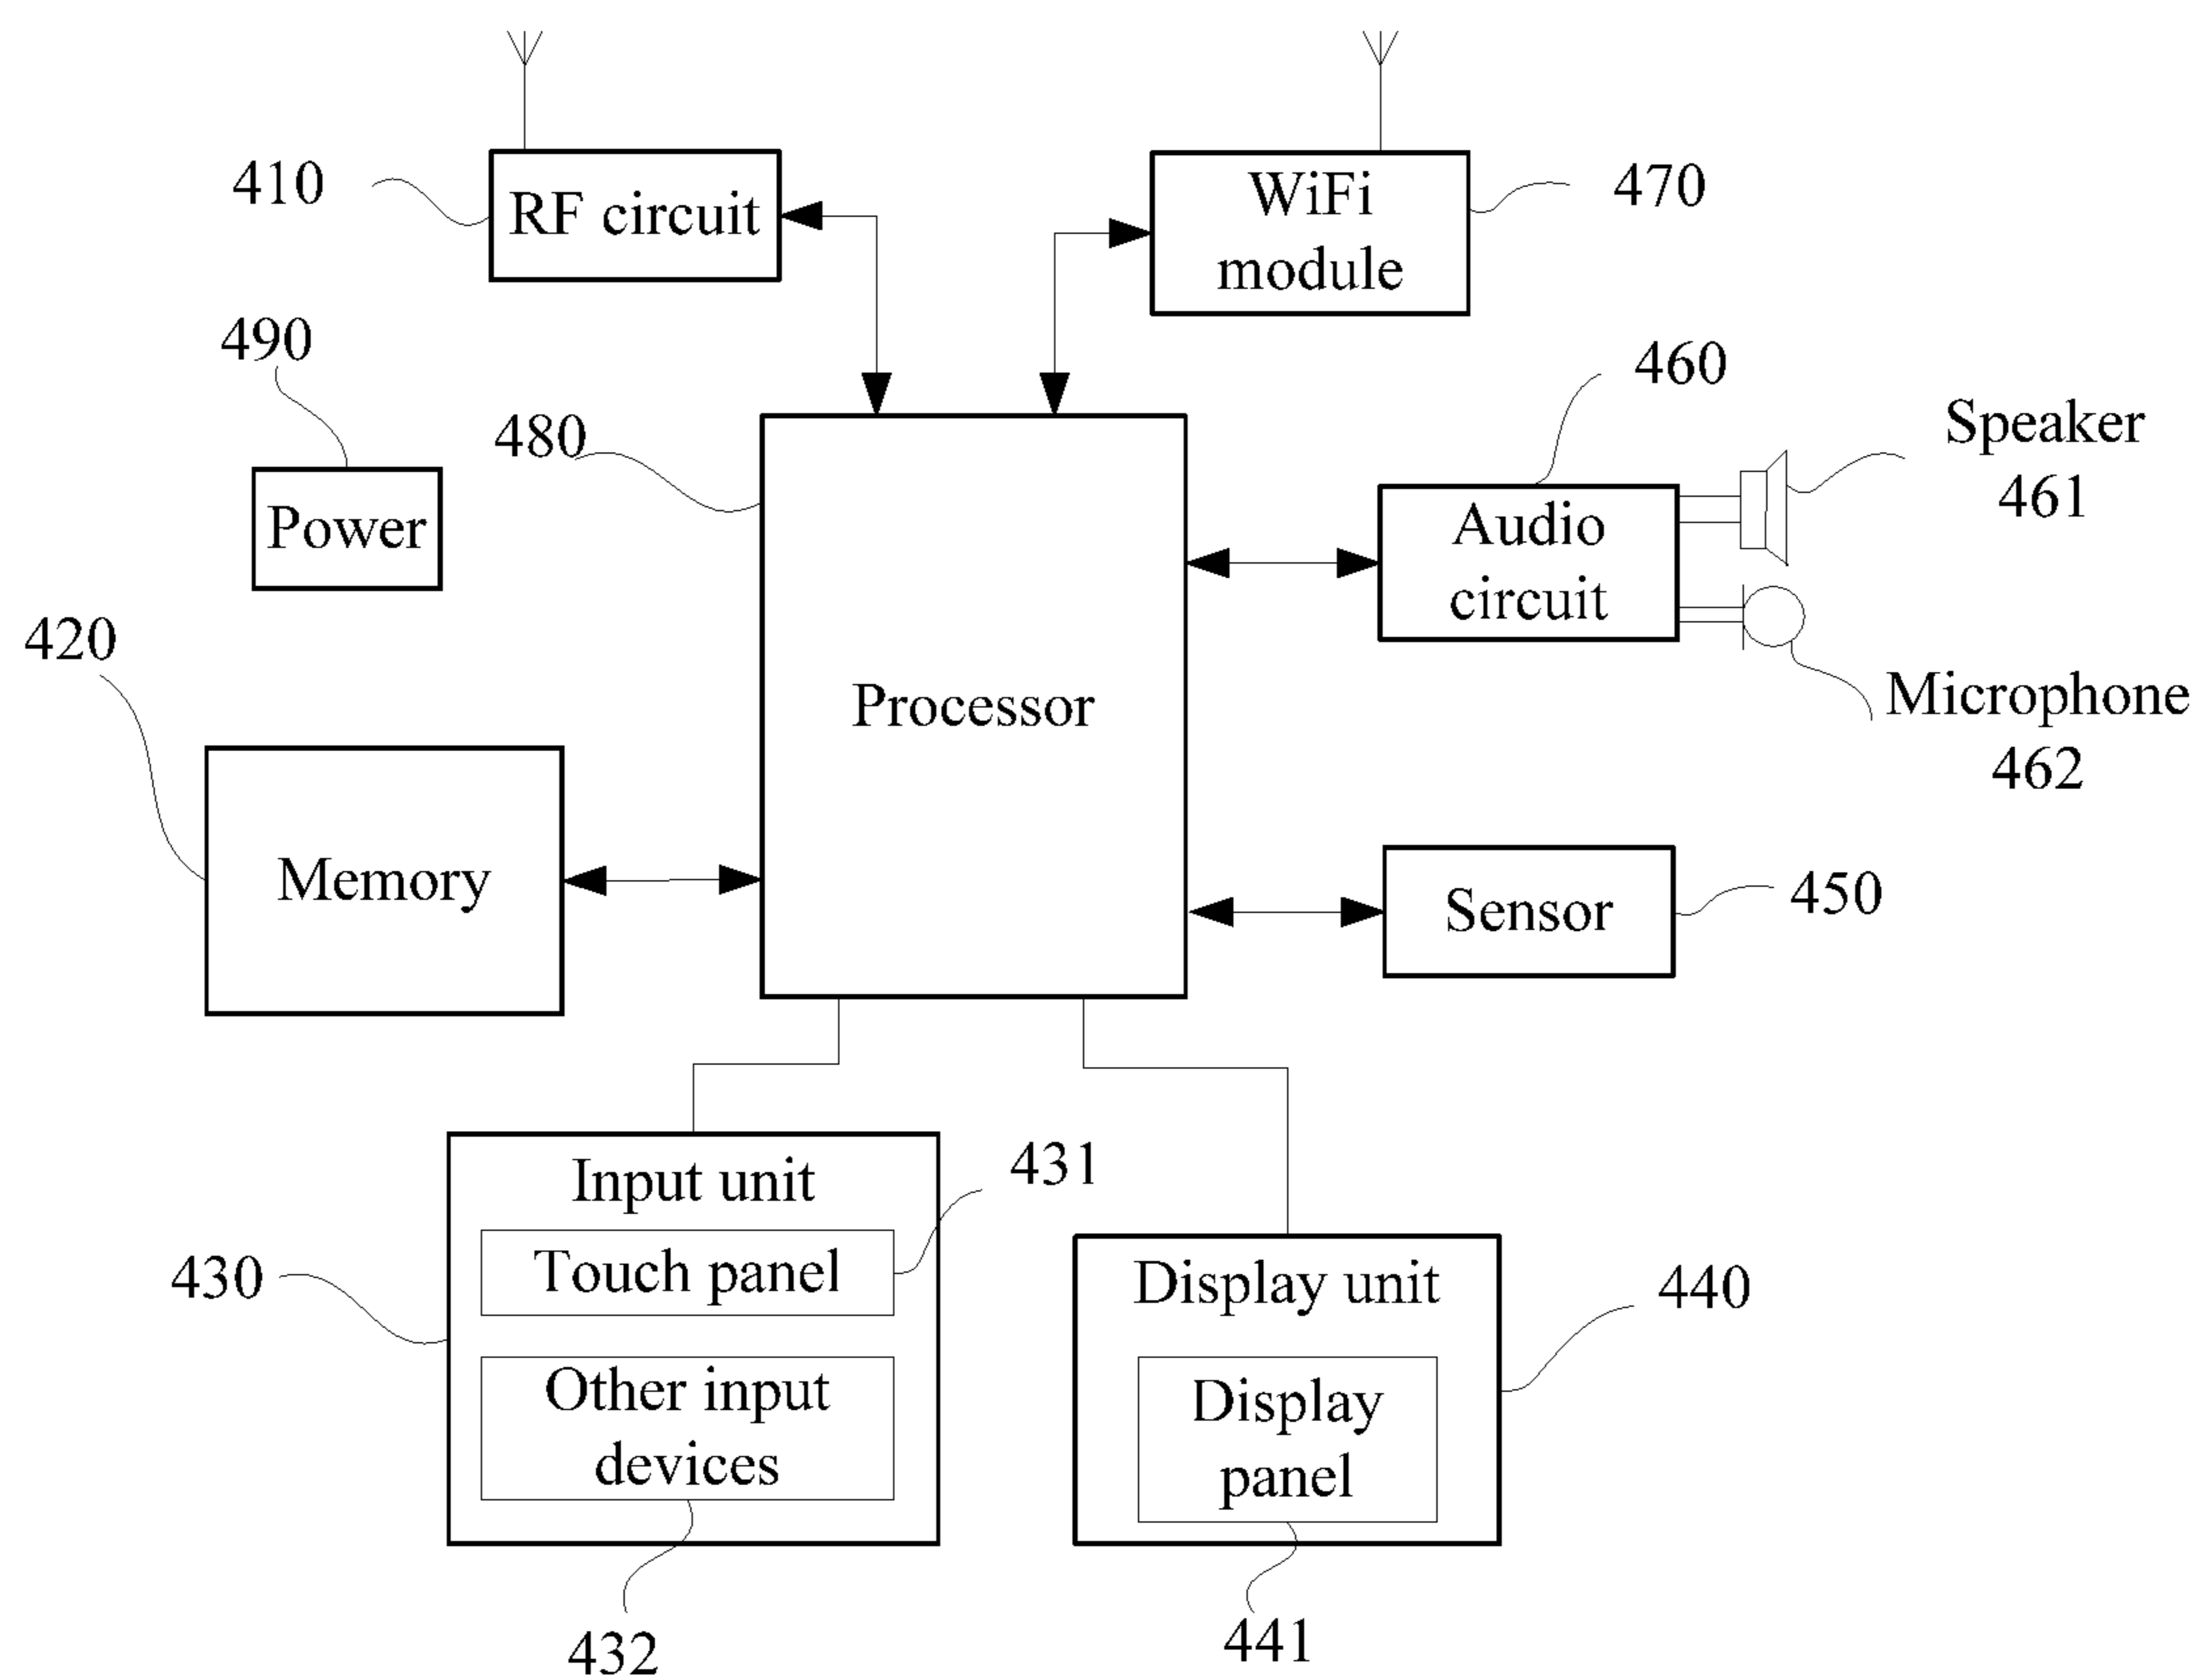 410
RF circuit
WiFi
module
470
490
Power
480
Processor
460
Audio
circuit
Speaker
461
Microphone
462
420
Memory
Sensor
450
430
Input unit
Touch panel
431
Other input
devices
432
Display unit
440
Display
panel
441